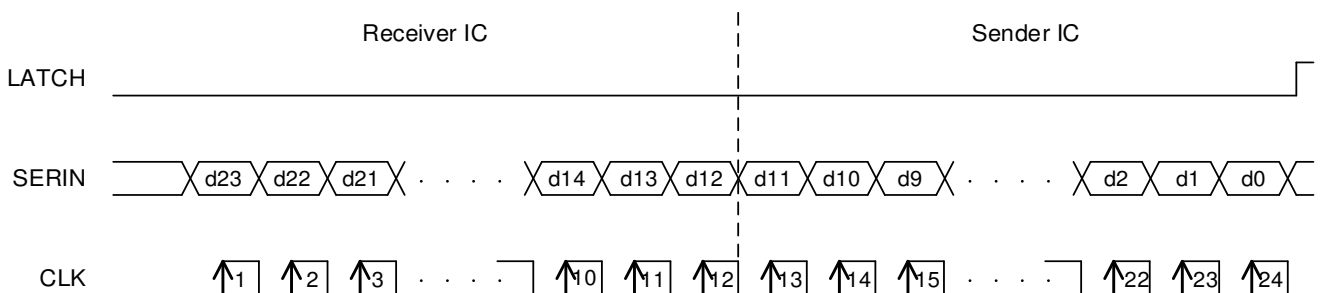 Receiver IC Sender IC
LATCH
SERIN d23 d22 d21 · · · · d14 d13 d12 d11 d10 d9 · · · · d2 d1 d0
CLK 1 2 3 · · · · 10 11 12 13 14 15 · · · · 22 23 24